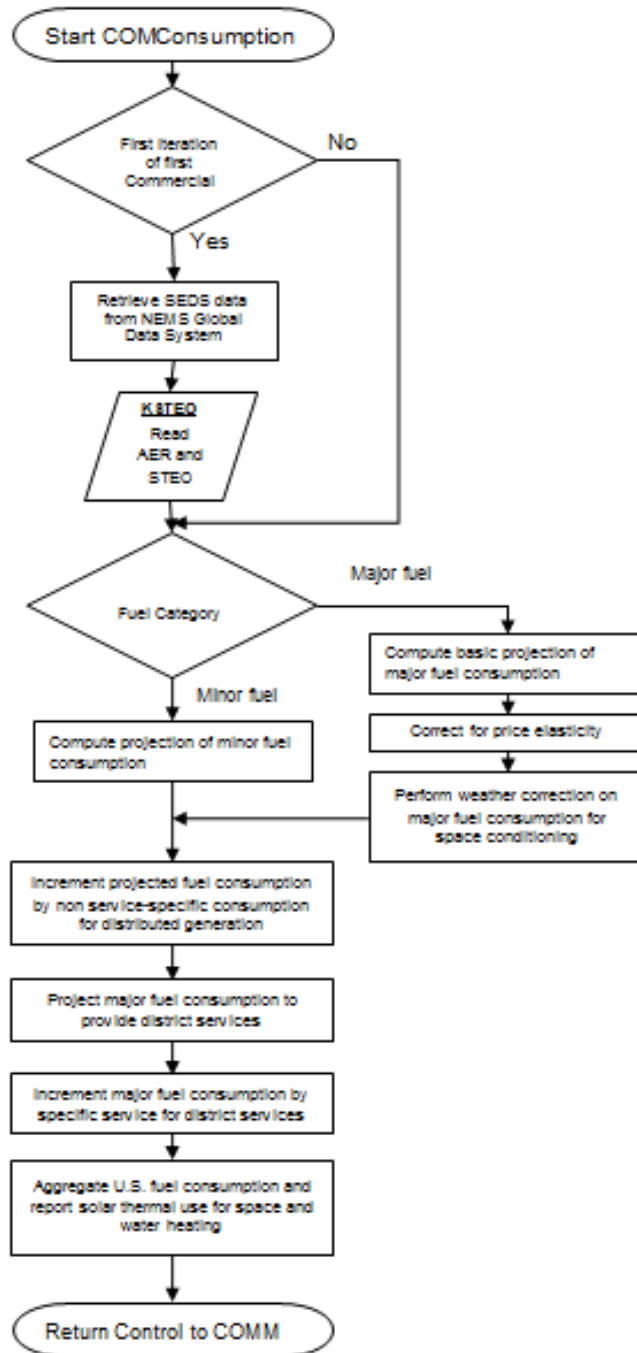 Start COMConsumption
First Iteration
of first
Commercial
No
Yes
Retrieve SEDS data
from NEMS Global
Data System
KSTEO
Read
AER and
STEO
Fuel Category
Major fuel
Minor fuel
Compute basic projection of
major fuel consumption
Correct for price elasticity
Perform weather correction on
major fuel consumption for
space conditioning
Compute projection of minor fuel
consumption
Increment projected fuel consumption
by non service-specific consumption
for distributed generation
Project major fuel consumption to
provide district services
Increment major fuel consumption by
specific service for district services
Aggregate U.S. fuel consumption and
report solar thermal use for space and
water heating
Return Control to COMM